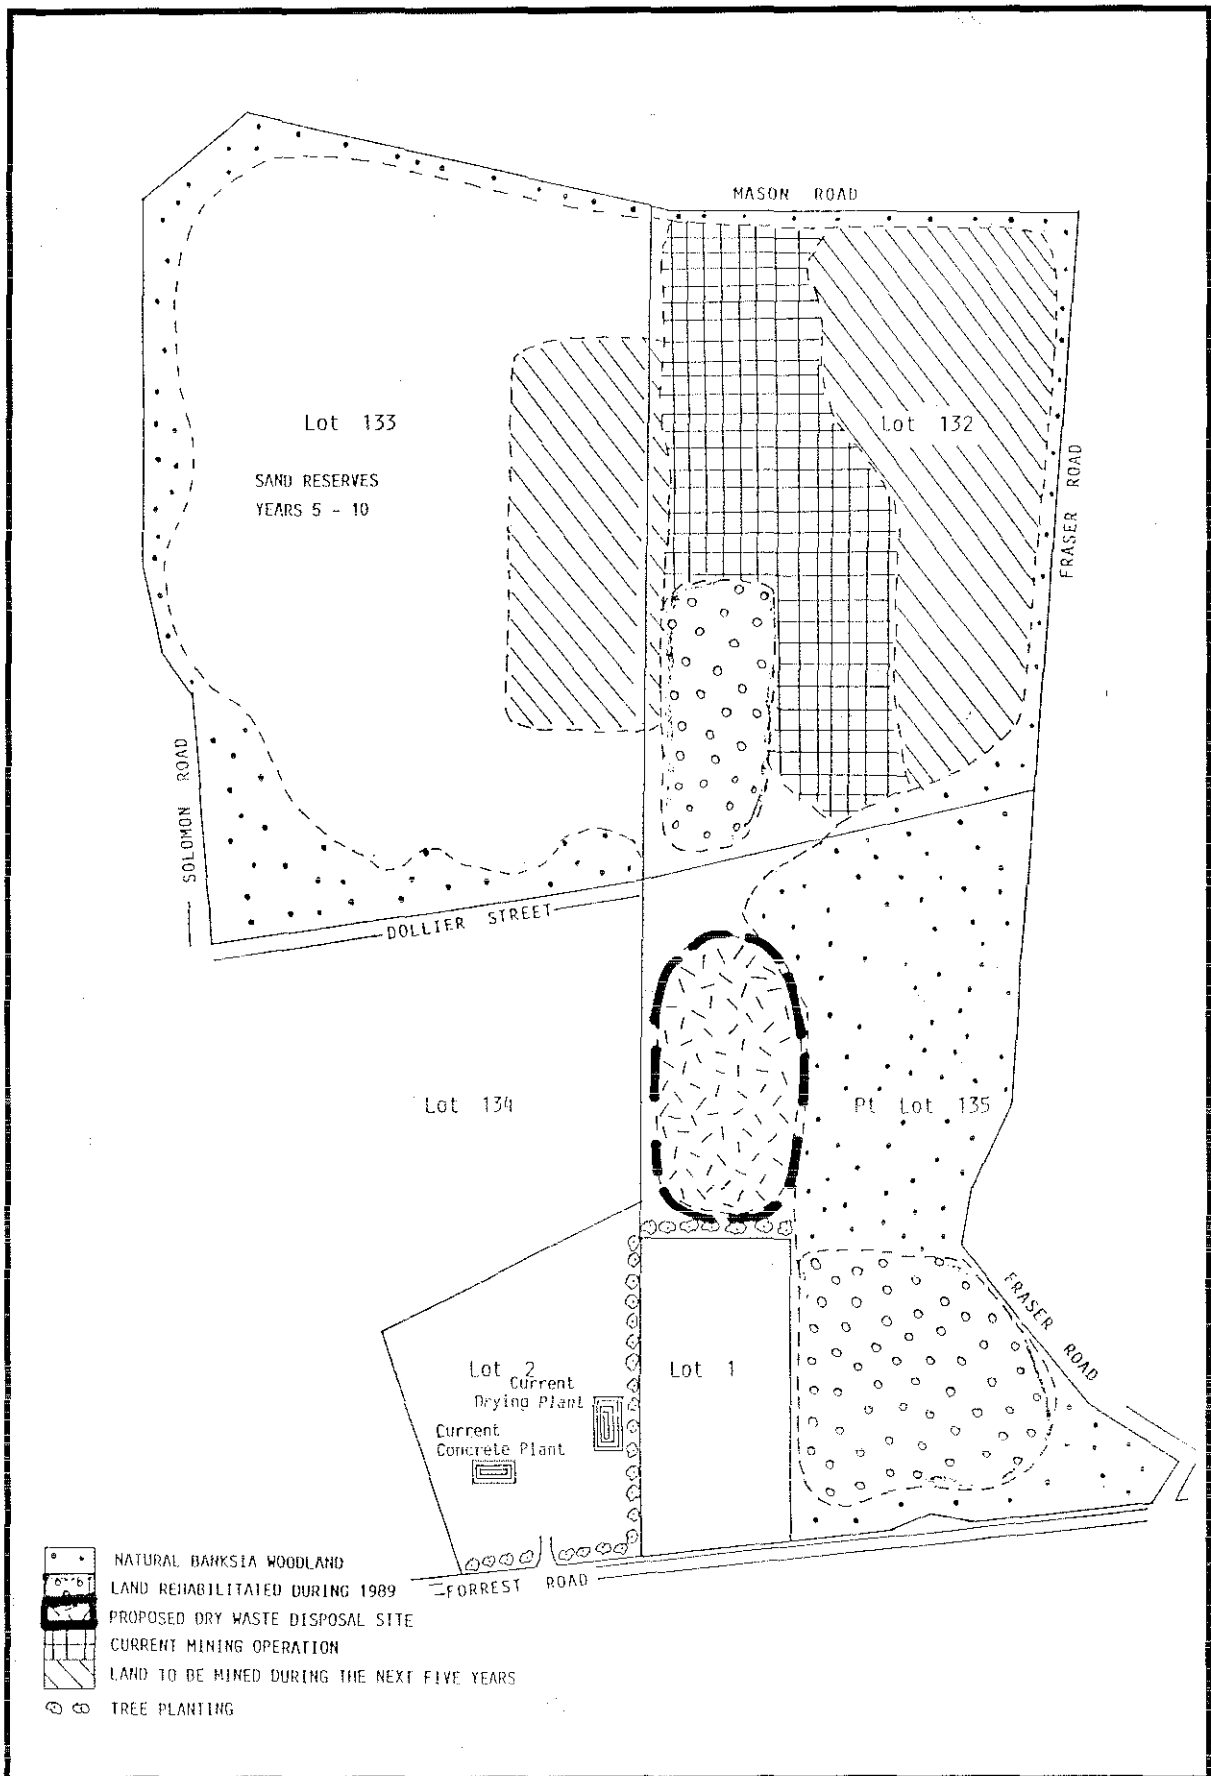 MASON ROAD
Lot 133
Lot 132
SAND RESERVES
YEARS 5 - 10
FRASER ROAD
SOLOMON ROAD
DOLLIER STREET
Lot 134
Pt Lot 135
FRASER ROAD
Lot 2
Lot 1
Current
Drying Plant
Current
Concrete Plant
FORREST ROAD
NATURAL BANKSIA WOODLAND
LAND REHABILITATED DURING 1989
PROPOSED DRY WASTE DISPOSAL SITE
CURRENT MINING OPERATION
LAND TO BE MINED DURING THE NEXT FIVE YEARS
TREE PLANTING